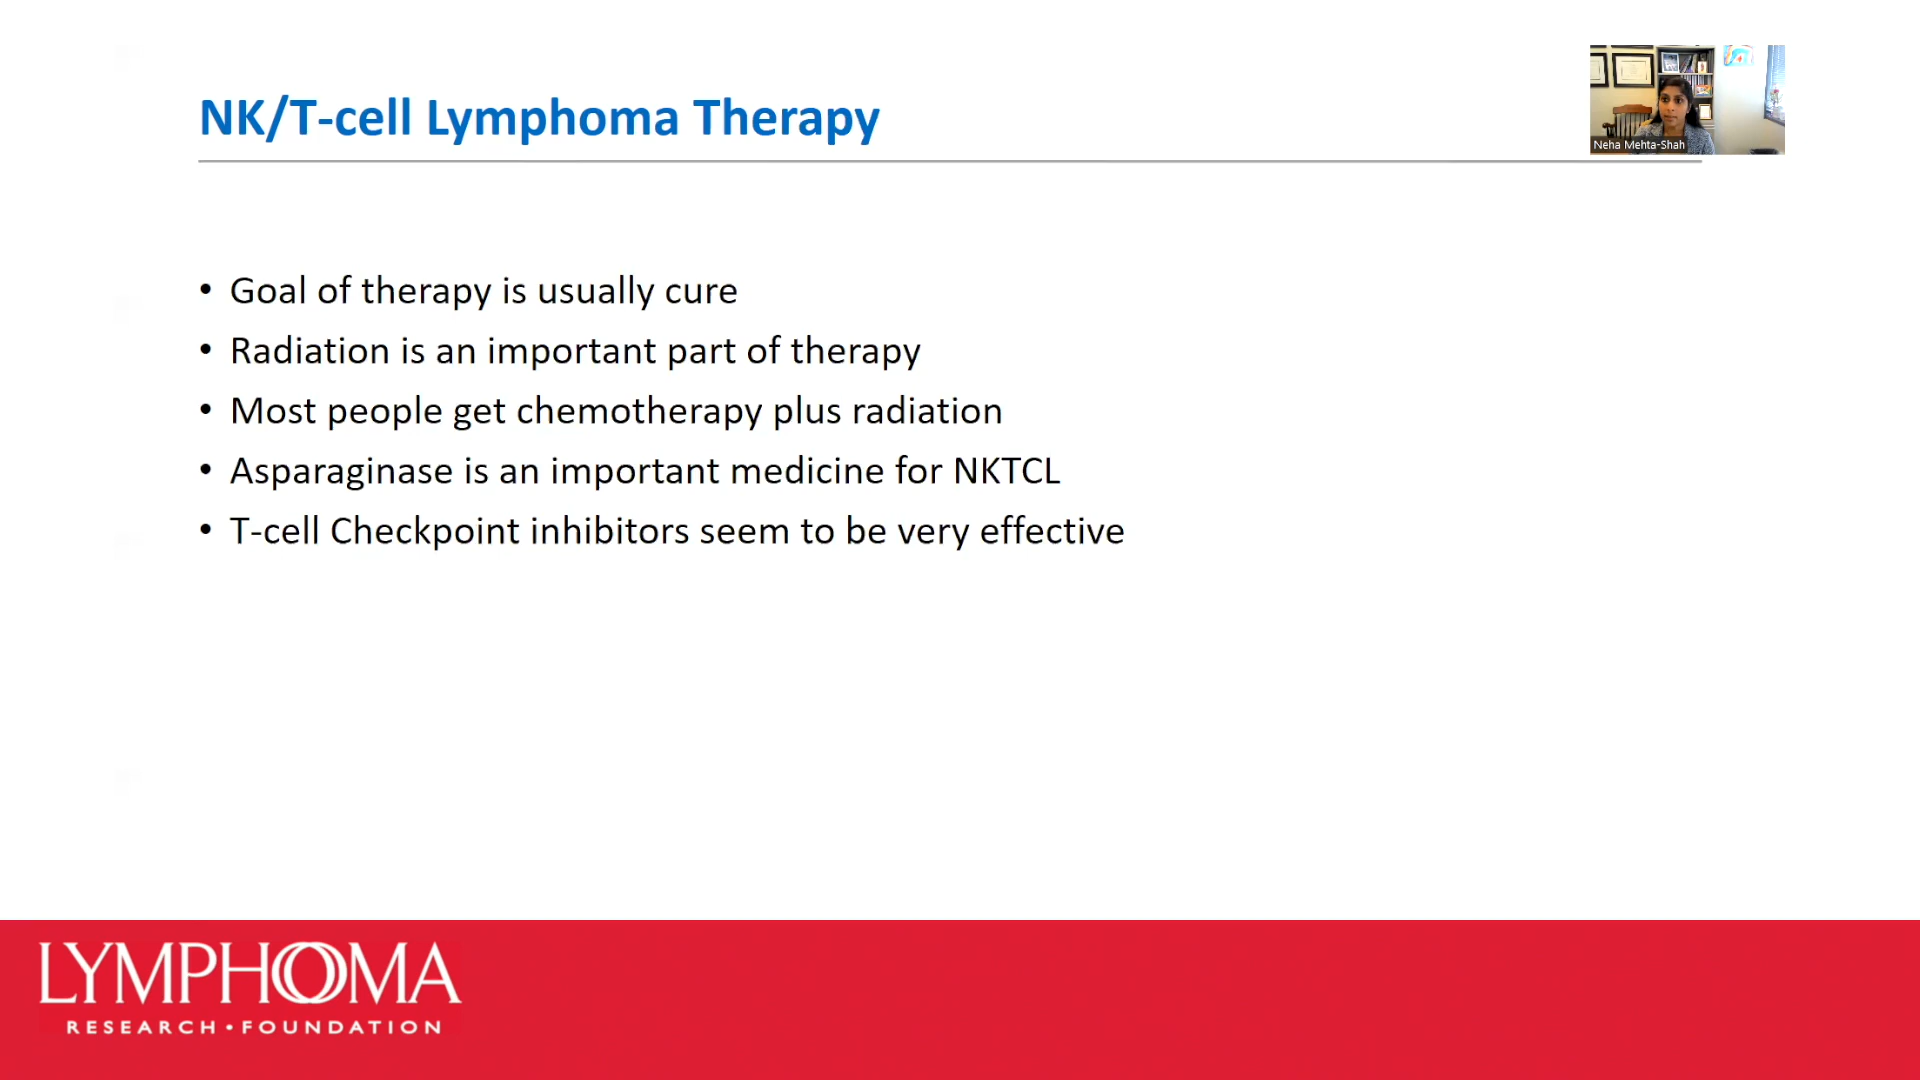 NK/T-cell Lymphoma Therapy
Neha Mehta-Shah
• Goal of therapy is usually cure
• Radiation is an important part of therapy
• Most people get chemotherapy plus radiation
• Asparaginase is an important medicine for NKTCL
• T-cell Checkpoint inhibitors seem to be very effective
LYMPHOMA
RESEARCH • FOUNDATION